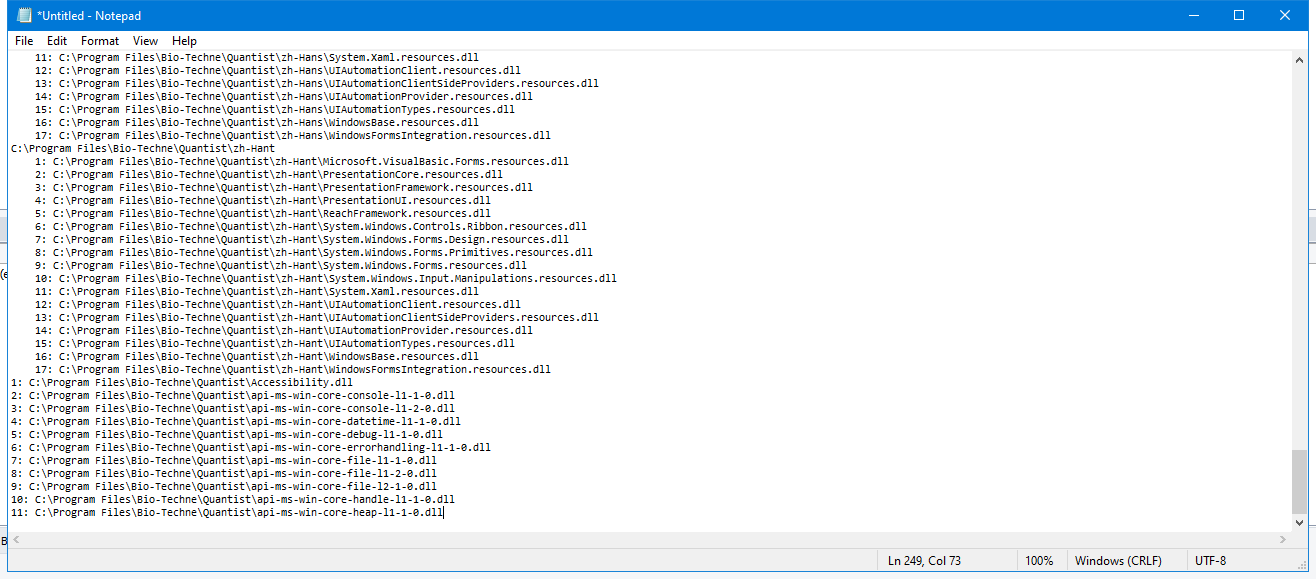 *Untitled - Notepad
File Edit Format View Help
11: C:\Program Files\Bio-Techne\Quantist\zh-Hans\System.Xaml.resources.dll
12: C:\Program Files\Bio-Techne\Quantist\zh-Hans\UIAutomationClient.resources.dll
13: C:\Program Files\Bio-Techne\Quantist\zh-Hans\UIAutomationClientSideProviders.resources.dll
14: C:\Program Files\Bio-Techne\Quantist\zh-Hans\UIAutomationProvider.resources.dll
15: C:\Program Files\Bio-Techne\Quantist\zh-Hans\UIAutomationTypes.resources.dll
16: C:\Program Files\Bio-Techne\Quantist\zh-Hans\WindowsBase.resources.dll
17: C:\Program Files\Bio-Techne\Quantist\zh-Hans\WindowsFormsIntegration.resources.dll
C:\Program Files\Bio-Techne\Quantist\zh-Hant
1: C:\Program Files\Bio-Techne\Quantist\zh-Hant\Microsoft.VisualBasic.Forms.resources.dll
2: C:\Program Files\Bio-Techne\Quantist\zh-Hant\PresentationCore.resources.dll
3: C:\Program Files\Bio-Techne\Quantist\zh-Hant\PresentationFramework.resources.dll
4: C:\Program Files\Bio-Techne\Quantist\zh-Hant\PresentationUI.resources.dll
5: C:\Program Files\Bio-Techne\Quantist\zh-Hant\ReachFramework.resources.dll
6: C:\Program Files\Bio-Techne\Quantist\zh-Hant\System.Windows.Controls.Ribbon.resources.dll
7: C:\Program Files\Bio-Techne\Quantist\zh-Hant\System.Windows.Forms.Design.resources.dll
8: C:\Program Files\Bio-Techne\Quantist\zh-Hant\System.Windows.Forms.Primitives.resources.dll
9: C:\Program Files\Bio-Techne\Quantist\zh-Hant\System.Windows.Forms.resources.dll
10: C:\Program Files\Bio-Techne\Quantist\zh-Hant\System.Windows.Input.Manipulations.resources.dll
11: C:\Program Files\Bio-Techne\Quantist\zh-Hant\System.Xaml.resources.dll
12: C:\Program Files\Bio-Techne\Quantist\zh-Hant\UIAutomationClient.resources.dll
13: C:\Program Files\Bio-Techne\Quantist\zh-Hant\UIAutomationClientSideProviders.resources.dll
14: C:\Program Files\Bio-Techne\Quantist\zh-Hant\UIAutomationProvider.resources.dll
15: C:\Program Files\Bio-Techne\Quantist\zh-Hant\UIAutomationTypes.resources.dll
16: C:\Program Files\Bio-Techne\Quantist\zh-Hant\WindowsBase.resources.dll
17: C:\Program Files\Bio-Techne\Quantist\zh-Hant\WindowsFormsIntegration.resources.dll
1: C:\Program Files\Bio-Techne\Quantist\Accessibility.dll
2: C:\Program Files\Bio-Techne\Quantist\api-ms-win-core-console-l1-1-0.dll
3: C:\Program Files\Bio-Techne\Quantist\api-ms-win-core-console-l1-2-0.dll
4: C:\Program Files\Bio-Techne\Quantist\api-ms-win-core-datetime-l1-1-0.dll
5: C:\Program Files\Bio-Techne\Quantist\api-ms-win-core-debug-l1-1-0.dll
6: C:\Program Files\Bio-Techne\Quantist\api-ms-win-core-errorhandling-l1-1-0.dll
7: C:\Program Files\Bio-Techne\Quantist\api-ms-win-core-file-l1-1-0.dll
8: C:\Program Files\Bio-Techne\Quantist\api-ms-win-core-file-l1-2-0.dll
9: C:\Program Files\Bio-Techne\Quantist\api-ms-win-core-file-l2-1-0.dll
10: C:\Program Files\Bio-Techne\Quantist\api-ms-win-core-handle-l1-1-0.dll
11: C:\Program Files\Bio-Techne\Quantist\api-ms-win-core-heap-l1-1-0.dll
Ln 249, Col 73 100% Windows (CRLF) UTF-8